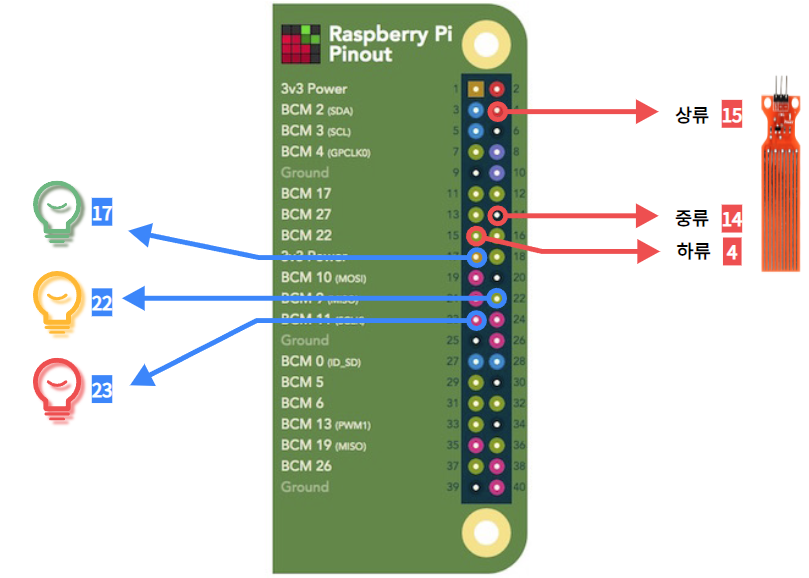 Raspberry Pi
Pinout
3v3 Power 1 2
BCM 2 (SDA) 3 4
상류 15
BCM 3 (SCL) 5 6
BCM 4 (GPCLK0) 7 8
Ground 9 10
BCM 17 11 12
17
BCM 27 13 14
중류 14
BCM 22 15 16
하류 4
3v3 Power 17 18
BCM 10 (MOSI) 19 20
22
BCM 9 (MISO) 21 22
BCM 11 (SCLK) 23 24
Ground 25 26
BCM 0 (ID_SD) 27 28
23
BCM 5 29 30
BCM 6 31 32
BCM 13 (PWM1) 33 34
BCM 19 (MISO) 35 36
BCM 26 37 38
Ground 39 40